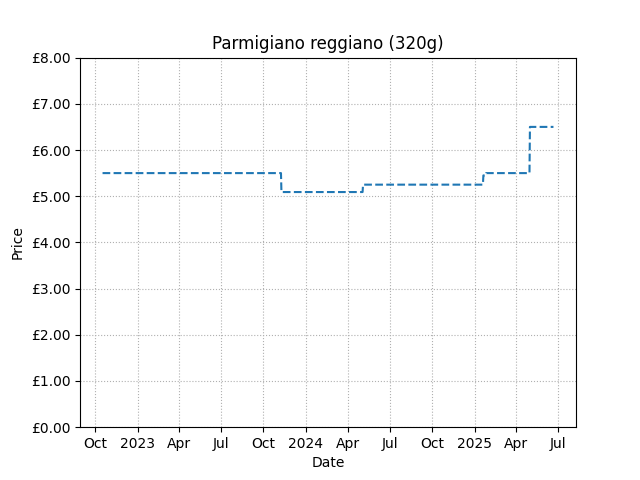 Parmigiano reggiano (320g)
£8.00
£7.00
£6.00
£5.00
£4.00
£3.00
£2.00
£1.00
£0.00
Price
Oct 2023 Apr Jul Oct 2024 Apr Jul Oct 2025 Apr Jul
Date